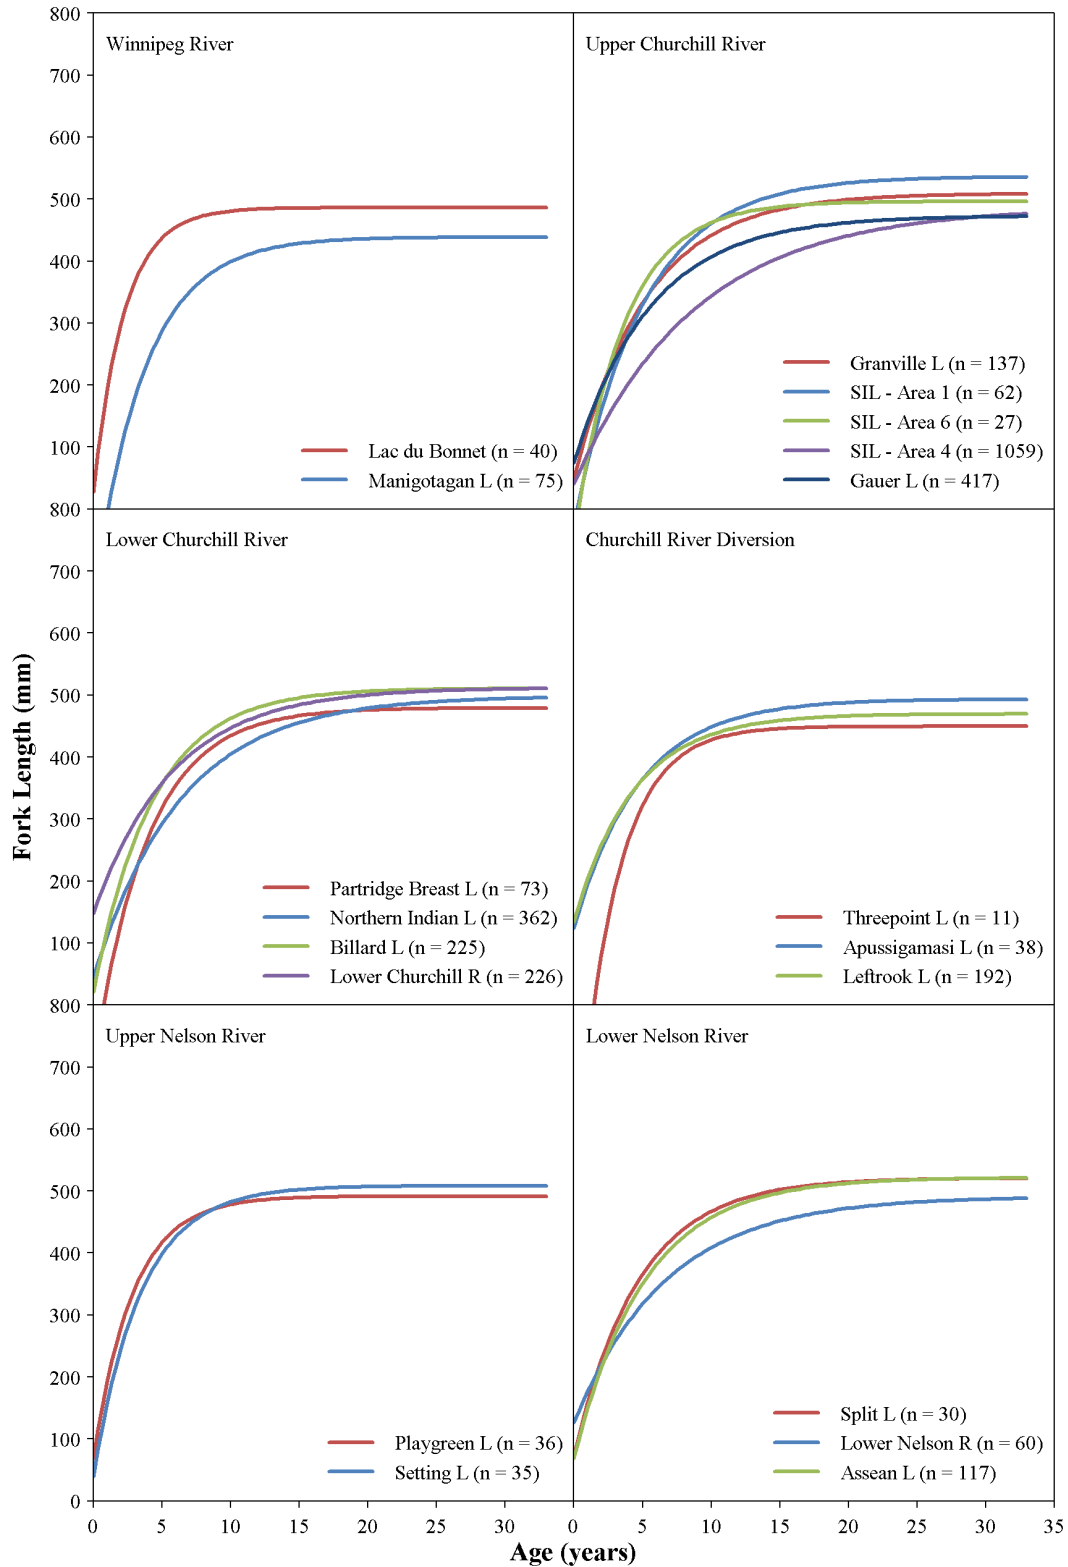 800
Winnipeg River
700
600
500
400
300
200
100
Lac du Bonnet (n = 40)
Manigotagan L (n = 75)
Upper Churchill River
Granville L (n = 137)
SIL - Area 1 (n = 62)
SIL - Area 6 (n = 27)
SIL - Area 4 (n = 1059)
Gauer L (n = 417)
800
Lower Churchill River
700
600
500
400
300
200
100
Partridge Breast L (n = 73)
Northern Indian L (n = 362)
Billard L (n = 225)
Lower Churchill R (n = 226)
Churchill River Diversion
Threepoint L (n = 11)
Apussigamasi L (n = 38)
Leftrook L (n = 192)
Fork Length (mm)
800
Upper Nelson River
700
600
500
400
300
200
100
0
Playgreen L (n = 36)
Setting L (n = 35)
Lower Nelson River
Split L (n = 30)
Lower Nelson R (n = 60)
Assean L (n = 117)
0 5 10 15 20 25 30
0 5 10 15 20 25 30 35
Age (years)